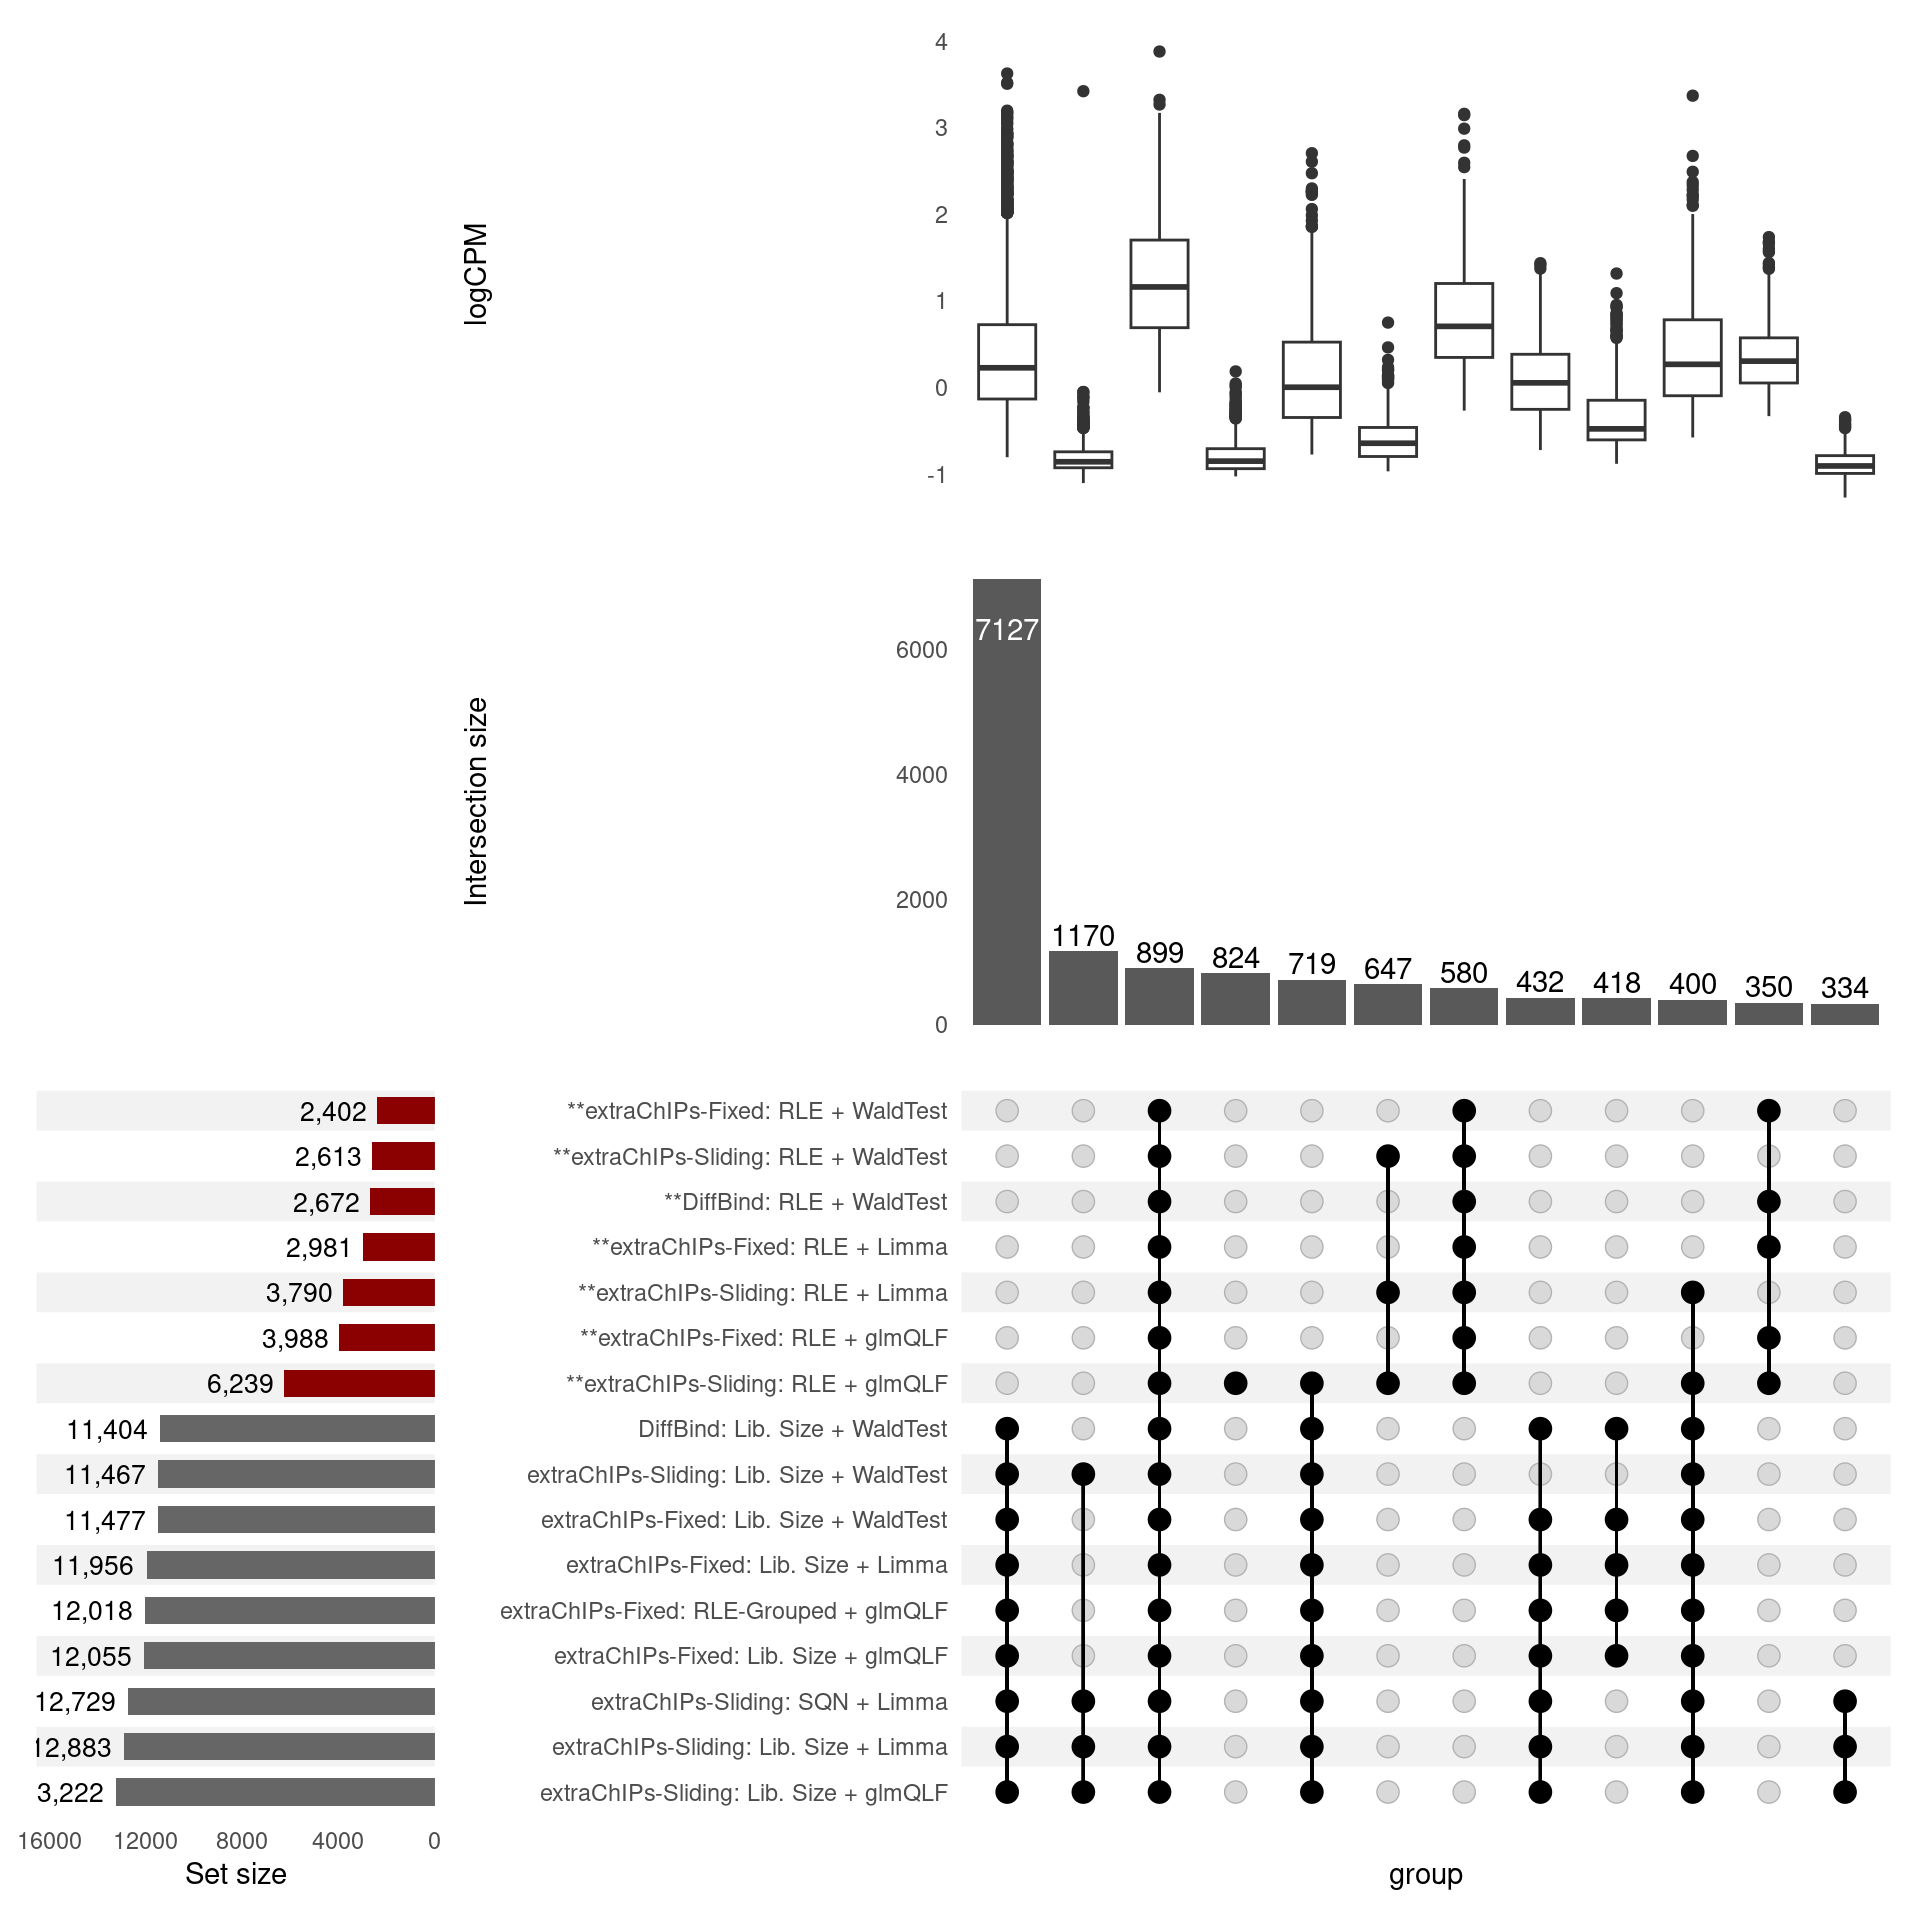 4
3
2
1
0
-1
logCPM
7127
6000
4000
2000
0
1170
899
824
719
647
580
432
418
400
350
334
Intersection size
2,402 **extraChIPs-Fixed: RLE + WaldTest
2,613 **extraChIPs-Sliding: RLE + WaldTest
2,672 **DiffBind: RLE + WaldTest
2,981 **extraChIPs-Fixed: RLE + Limma
3,790 **extraChIPs-Sliding: RLE + Limma
3,988 **extraChIPs-Fixed: RLE + glmQLF
6,239 **extraChIPs-Sliding: RLE + glmQLF
11,404 DiffBind: Lib. Size + WaldTest
11,467 extraChIPs-Sliding: Lib. Size + WaldTest
11,477 extraChIPs-Fixed: Lib. Size + WaldTest
11,956 extraChIPs-Fixed: Lib. Size + Limma
12,018 extraChIPs-Fixed: RLE-Grouped + glmQLF
12,055 extraChIPs-Fixed: Lib. Size + glmQLF
12,729 extraChIPs-Sliding: SQN + Limma
12,883 extraChIPs-Sliding: Lib. Size + Limma
3,222 extraChIPs-Sliding: Lib. Size + glmQLF
16000 12000 8000 4000 0
Set size
group